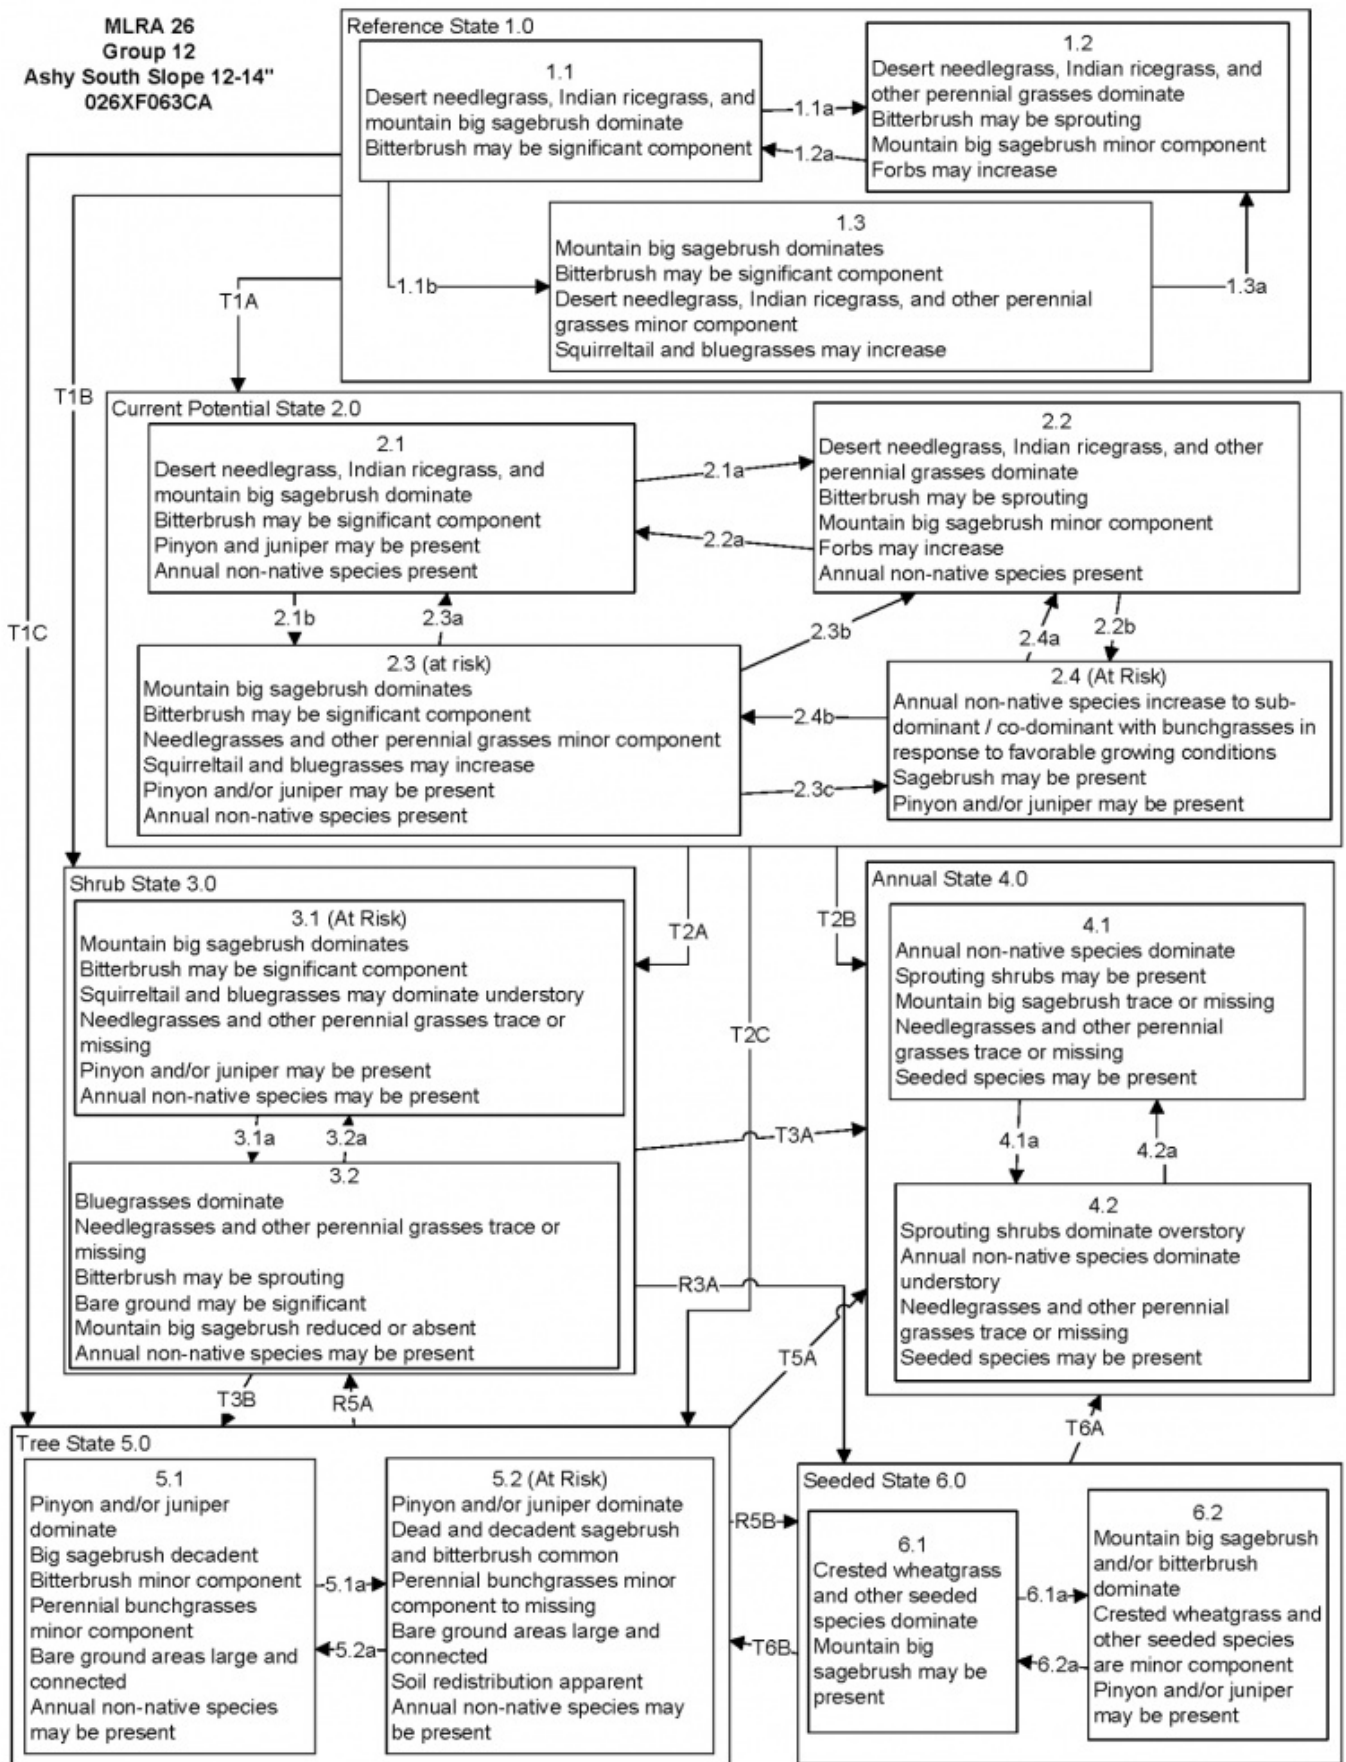 MLRA 26
Group 12
Ashy South Slope 12-14"
026XF063CA
Reference State 1.0
1.1
Desert needlegrass, Indian ricegrass, and
mountain big sagebrush dominate
Bitterbrush may be significant component
1.1a
1.2a
1.2
Desert needlegrass, Indian ricegrass, and
other perennial grasses dominate
Bitterbrush may be sprouting
Mountain big sagebrush minor component
Forbs may increase
1.1b
1.3
Mountain big sagebrush dominates
Bitterbrush may be significant component
Desert needlegrass, Indian ricegrass, and other perennial
grasses minor component
Squirreltail and bluegrasses may increase
1.3a
T1A
T1B
T1C
Current Potential State 2.0
2.1
Desert needlegrass, Indian ricegrass, and
mountain big sagebrush dominate
Bitterbrush may be significant component
Pinyon and juniper may be present
Annual non-native species present
2.1a
2.2a
2.2
Desert needlegrass, Indian ricegrass, and other
perennial grasses dominate
Bitterbrush may be sprouting
Mountain big sagebrush minor component
Forbs may increase
Annual non-native species present
2.1b
2.3a
2.3b
2.4a
2.2b
2.3 (at risk)
Mountain big sagebrush dominates
Bitterbrush may be significant component
Needlegrasses and other perennial grasses minor component
Squirreltail and bluegrasses may increase
Pinyon and/or juniper may be present
Annual non-native species present
2.4b
2.3c
2.4 (At Risk)
Annual non-native species increase to sub-
dominant / co-dominant with bunchgrasses in
response to favorable growing conditions
Sagebrush may be present
Pinyon and/or juniper may be present
T2A
T2B
T2C
Shrub State 3.0
3.1 (At Risk)
Mountain big sagebrush dominates
Bitterbrush may be significant component
Squirreltail and bluegrasses may dominate understory
Needlegrasses and other perennial grasses trace or
missing
Pinyon and/or juniper may be present
Annual non-native species may be present
3.1a
3.2a
3.2
Bluegrasses dominate
Needlegrasses and other perennial grasses trace or
missing
Bitterbrush may be sprouting
Bare ground may be significant
Mountain big sagebrush reduced or absent
Annual non-native species may be present
T3A
R3A
Annual State 4.0
4.1
Annual non-native species dominate
Sprouting shrubs may be present
Mountain big sagebrush trace or missing
Needlegrasses and other perennial
grasses trace or missing
Seeded species may be present
4.1a
4.2a
4.2
Sprouting shrubs dominate overstory
Annual non-native species dominate
understory
Needlegrasses and other perennial
grasses trace or missing
Seeded species may be present
T3B
R5A
T5A
T6A
Tree State 5.0
5.1
Pinyon and/or juniper
dominate
Big sagebrush decadent
Bitterbrush minor component
Perennial bunchgrasses
minor component
Bare ground areas large and
connected
Annual non-native species
may be present
5.1a
5.2a
5.2 (At Risk)
Pinyon and/or juniper dominate
Dead and decadent sagebrush
and bitterbrush common
Perennial bunchgrasses minor
component to missing
Bare ground areas large and
connected
Soil redistribution apparent
Annual non-native species may
be present
R5B
T6B
Seeded State 6.0
6.1
Crested wheatgrass
and other seeded
species dominate
Mountain big
sagebrush may be
present
6.1a
6.2a
6.2
Mountain big sagebrush
and/or bitterbrush
dominate
Crested wheatgrass and
other seeded species
are minor component
Pinyon and/or juniper
may be present